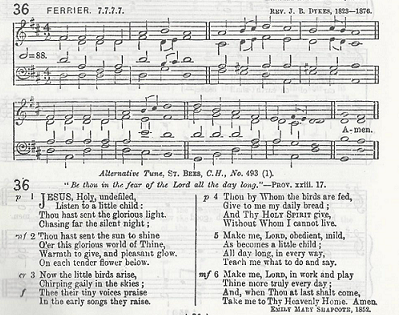 36 FERRIER. 7.7.7.7. REV. J. B. DYKES, 1823—1876.
=88.
A-men.
Alternative Tune, ST. BEES, C.H., No. 493 (1).
36 "Be thou in the fear of the Lord all the day long."—PROV. xxiii. 17.
p 1 JESUS, Holy, undefiled,
Listen to a little child:
Thou hast sent the glorious light.
Chasing far the silent night;
mf 2 Thou hast sent the sun to shine
O'er this glorious world of Thine,
Warmth to give, and pleasant glow.
On each tender flower below.
cr 3 Now the little birds arise,
Chirping gaily in the skies;
f Thee their tiny voices praise
In the early songs they raise.
p 4 Thou by Whom the birds are fed,
Give to me my daily bread;
And Thy HOLY SPIRIT give,
Without Whom I cannot live.
5 Make me, LORD, obedient, mild,
As becomes a little child;
All day long, in every way,
Teach me what to do and say.
mf 6 Make me, LORD, in work and play
Thine more truly every day;
And, when Thou at last shalt come,
Take me to Thy Heavenly Home. Amen.
EMILY MARY SHAPCOTE, 1852.